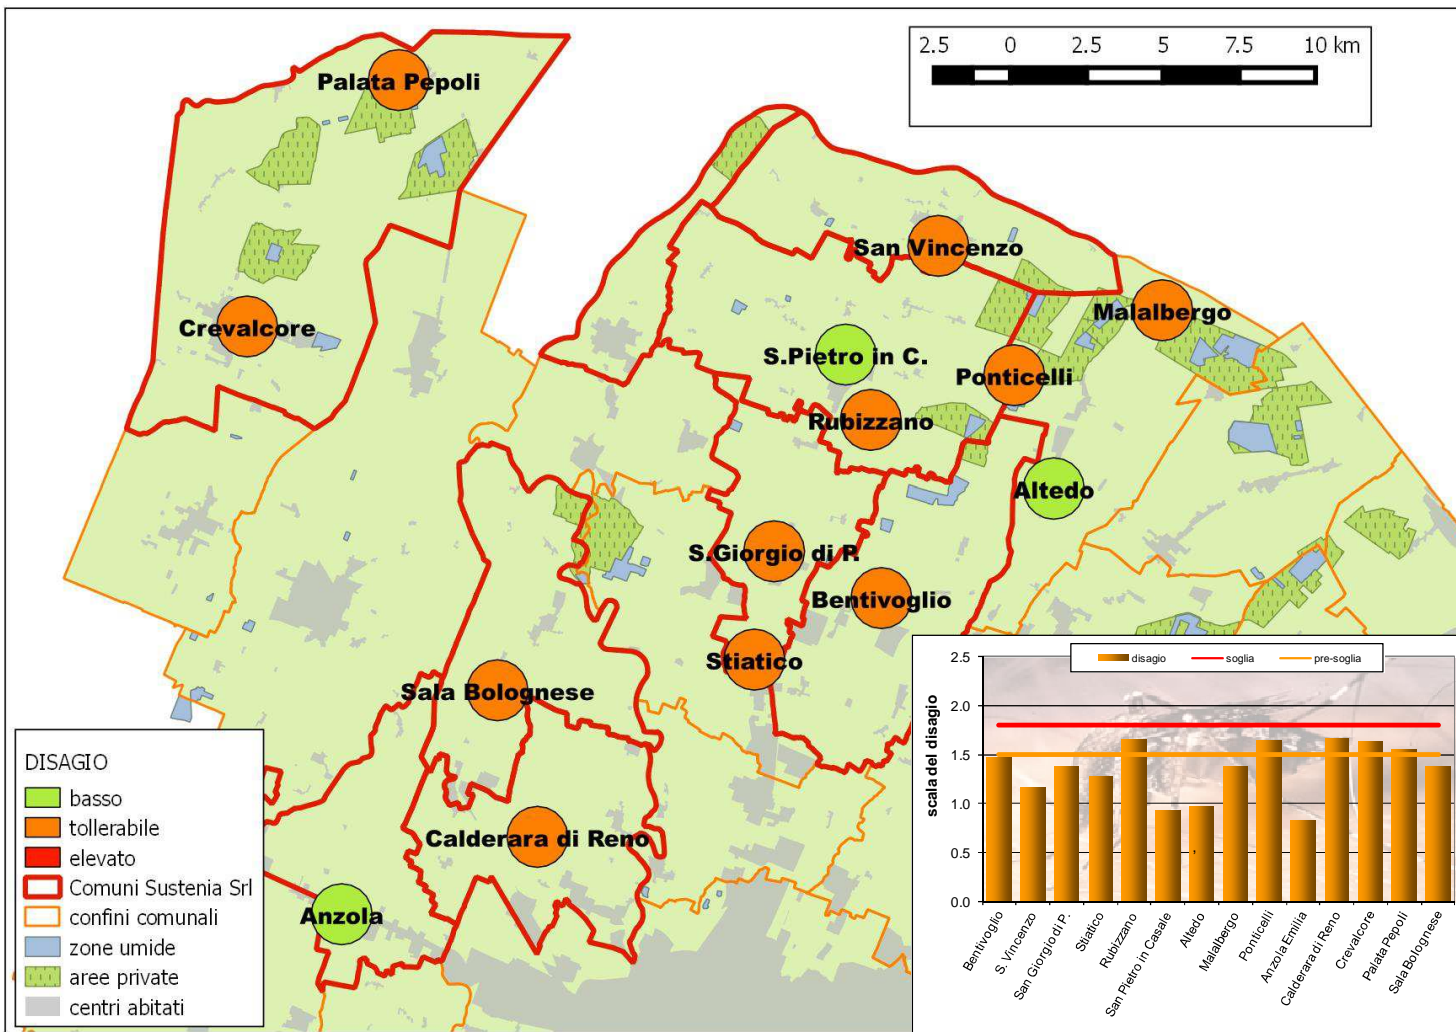 2.5 0 2.5 5 7.5 10 km
Palata Pepoli
San Vincenzo
Malalbergo
Crevalcore
S.Pietro in C.
Ponticelli
Rubizzano
Altedo
S.Giorgio di P.
Bentivoglio
Stiatico
Sala Bolognese
Calderara di Reno
Anzola
DISAGIO
basso
tollerabile
elevato
Comuni Sustenia Srl
confini comunali
zone umide
aree private
centri abitati
disagio soglia pre-soglia
scala del disagio
2.5
2.0
1.5
1.0
0.5
0.0
,
Bentivoglio
S. Vincenzo
San Giorgio di P.
Stiatico
Rubizzano
San Pietro in Casale
Altedo
Malalbergo
Ponticelli
Anzola Emilia
Calderara di Reno
Crevalcore
Palata Pepoli
Sala Bolognese